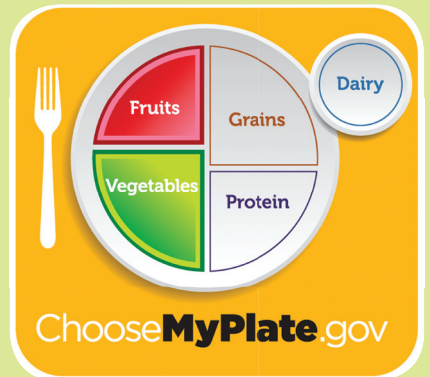 Dairy
Fruits
Grains
Vegetables
Protein
ChooseMyPlate.gov